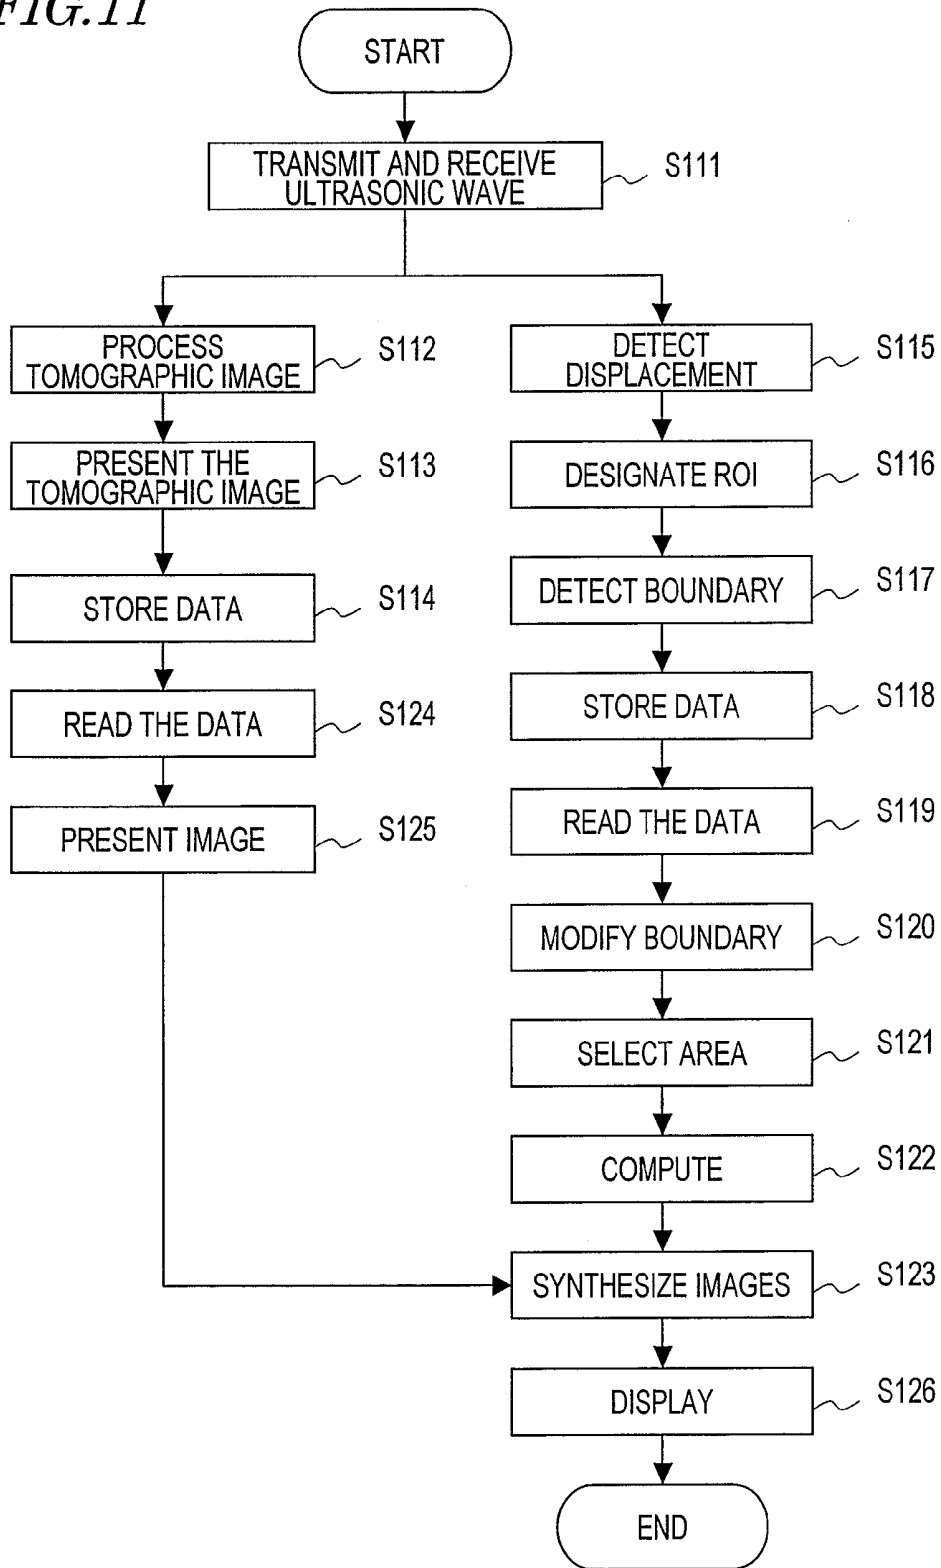 FIG.11
START
TRANSMIT AND RECEIVE
ULTRASONIC WAVE
S111
PROCESS
TOMOGRAPHIC IMAGE
S112
PRESENT THE
TOMOGRAPHIC IMAGE
S113
STORE DATA
S114
READ THE DATA
S124
PRESENT IMAGE
S125
DETECT
DISPLACEMENT
S115
DESIGNATE ROI
S116
DETECT BOUNDARY
S117
STORE DATA
S118
READ THE DATA
S119
MODIFY BOUNDARY
S120
SELECT AREA
S121
COMPUTE
S122
SYNTHESIZE IMAGES
S123
DISPLAY
S126
END